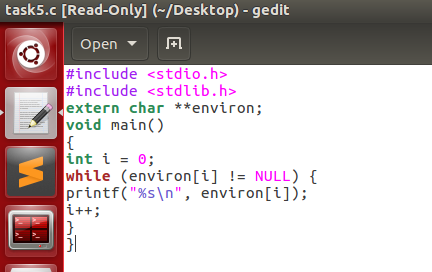 task5.c [Read-Only] (~/Desktop) - gedit
Open
#include <stdio.h>
#include <stdlib.h>
extern char **environ;
void main()
{
int i = 0;
while (environ[i] != NULL) {
printf("%s\n", environ[i]);
i++;
}
}